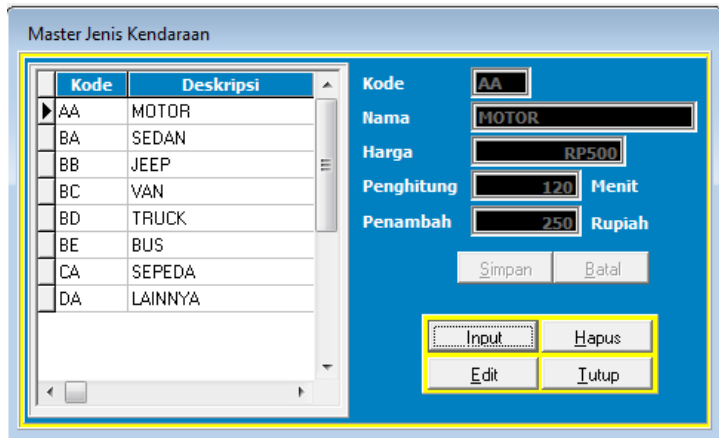 Master Jenis Kendaraan
Kode Deskripsi
AA MOTOR
BA SEDAN
BB JEEP
BC VAN
BD TRUCK
BE BUS
CA SEPEDA
DA LAINNYA
Kode AA
Nama MOTOR
Harga RP500
Penghitung 120 Menit
Penambah 250 Rupiah
Simpan Batal
Input Hapus
Edit Tutup